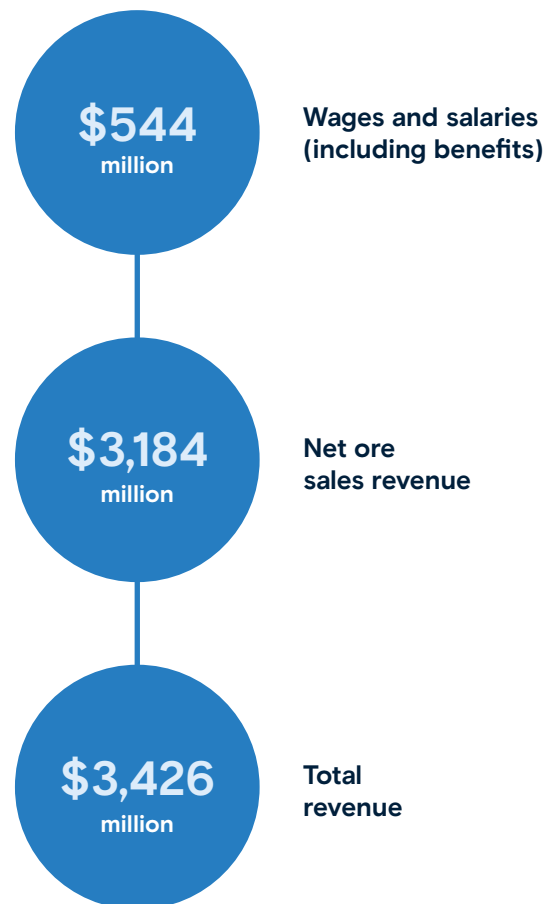 $544
million
Wages and salaries
(including benefits)
$3,184
million
Net ore
sales revenue
$3,426
million
Total
revenue